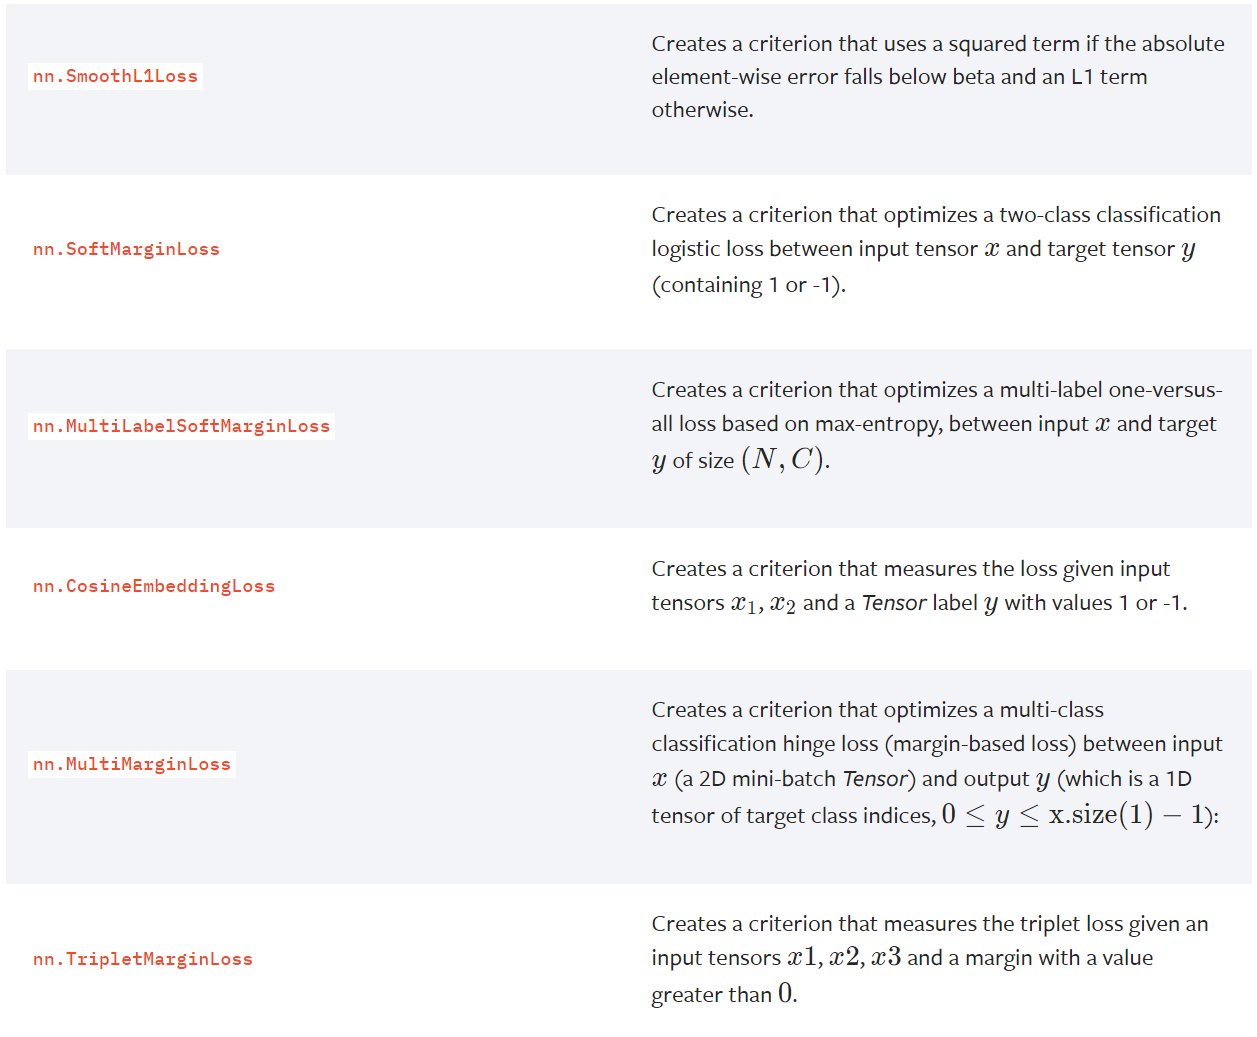 nn.SmoothL1Loss
Creates a criterion that uses a squared term if the absolute
element-wise error falls below beta and an L1 term
otherwise.
nn.SoftMarginLoss
Creates a criterion that optimizes a two-class classification
logistic loss between input tensor x and target tensor y
(containing 1 or -1).
nn.MultiLabelSoftMarginLoss
Creates a criterion that optimizes a multi-label one-versus-
all loss based on max-entropy, between input x and target
y of size (N, C).
nn.CosineEmbeddingLoss
Creates a criterion that measures the loss given input
tensors x₁, x₂ and a Tensor label y with values 1 or -1.
nn.MultiMarginLoss
Creates a criterion that optimizes a multi-class
classification hinge loss (margin-based loss) between input
x (a 2D mini-batch Tensor) and output y (which is a 1D
tensor of target class indices, 0 ≤ y ≤ x.size(1) − 1):
nn.TripletMarginLoss
Creates a criterion that measures the triplet loss given an
input tensors x1, x2, x3 and a margin with a value
greater than 0.